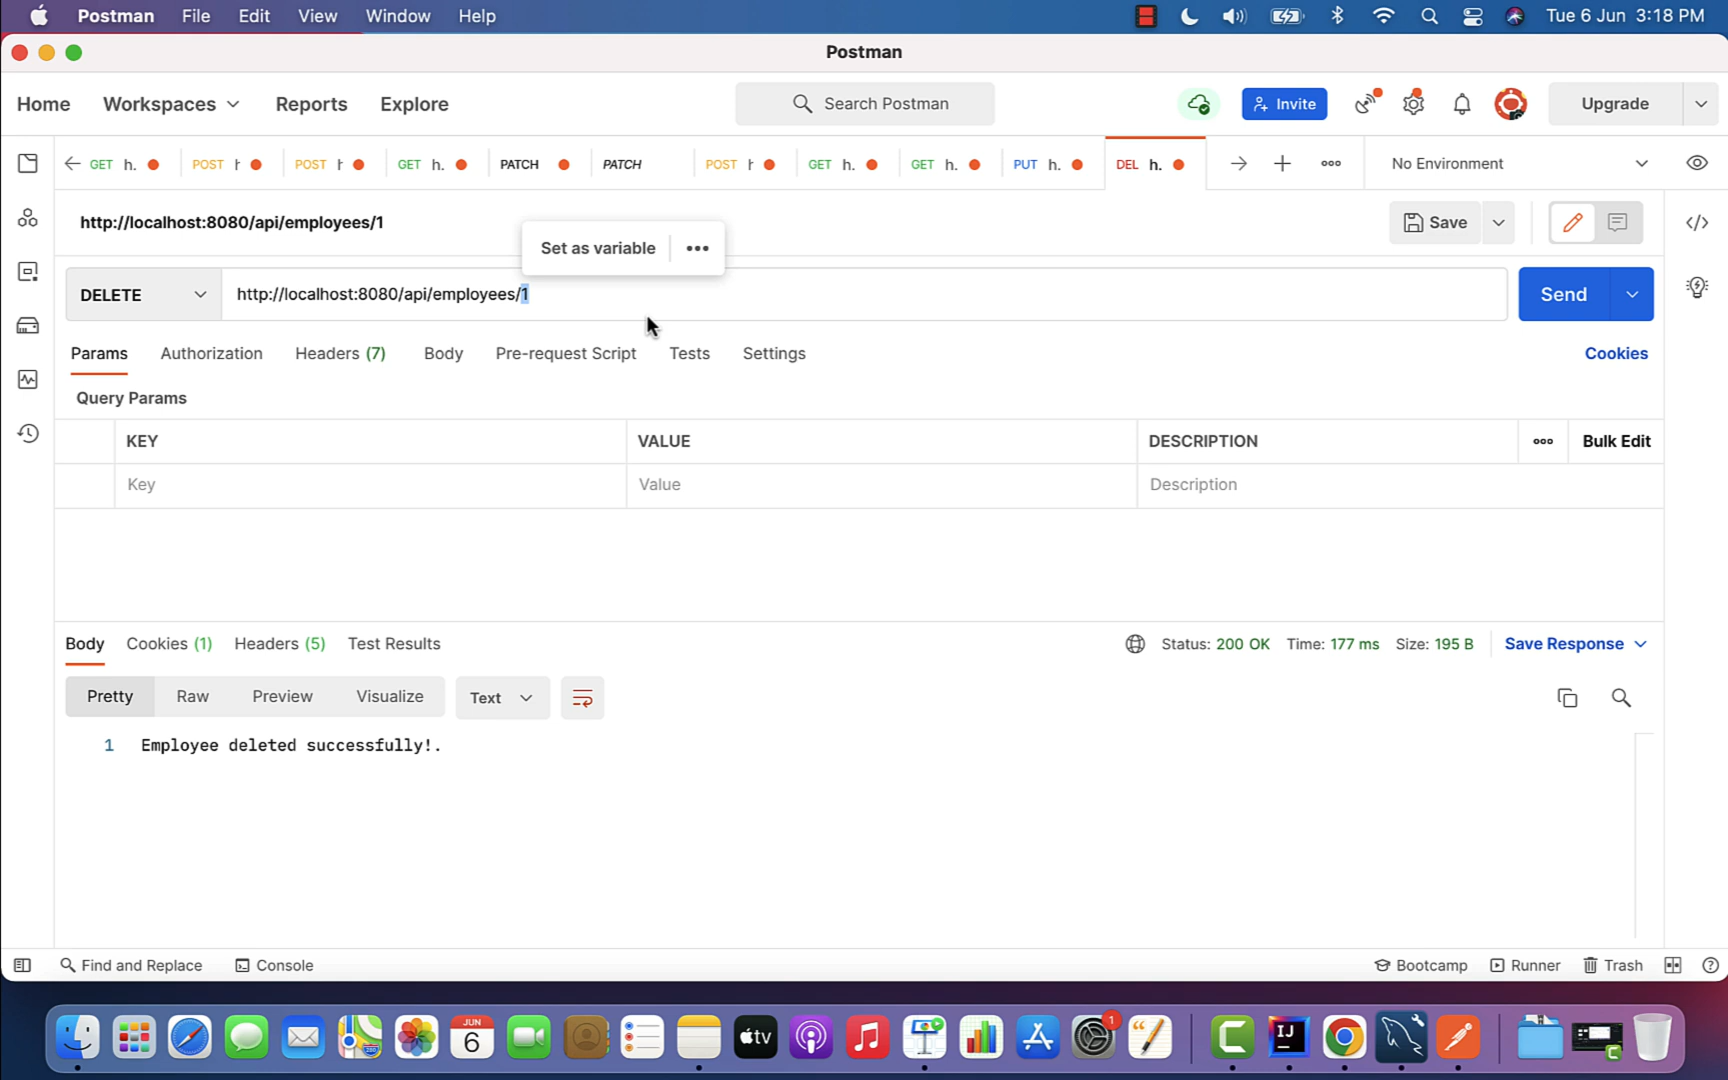 Postman File Edit View Window Help Tue 6 Jun 3:18 PM
Postman
Home Workspaces Reports Explore Search Postman Invite Upgrade
GET h. POST h POST h GET h. PATCH PATCH POST h GET h. GET h. PUT h. DEL h. No Environment
http://localhost:8080/api/employees/1 Save
Set as variable
DELETE http://localhost:8080/api/employees/1 Send
Params Authorization Headers (7) Body Pre-request Script Tests Settings Cookies
Query Params
KEY VALUE DESCRIPTION Bulk Edit
Key Value Description
Body Cookies (1) Headers (5) Test Results Status: 200 OK Time: 177 ms Size: 195 B Save Response
Pretty Raw Preview Visualize Text
1 Employee deleted successfully!.
Find and Replace Console Bootcamp Runner Trash
JUN
6
tv
1
IJ
C